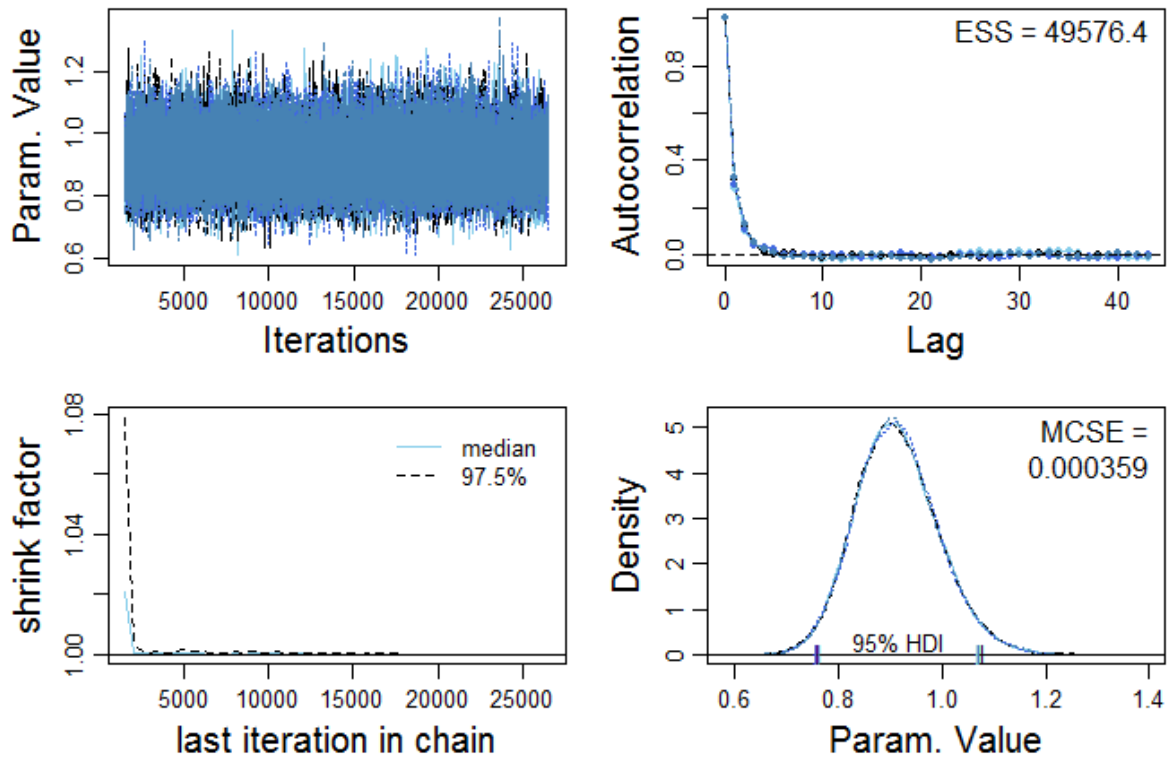 Param. Value
0.6 0.8 1.0 1.2
5000 10000 15000 20000 25000
Iterations
Autocorrelation
0.0 0.4 0.8
ESS = 49576.4
0 10 20 30 40
Lag
shrink factor
1.00 1.04 1.08
median
97.5%
5000 10000 15000 20000 25000
last iteration in chain
Density
0 1 2 3 4 5
MCSE =
0.000359
95% HDI
0.6 0.8 1.0 1.2 1.4
Param. Value